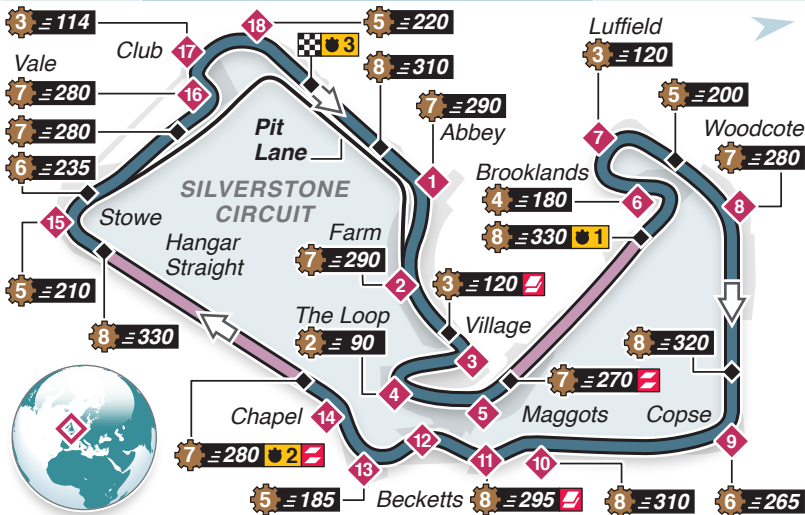 3 114
18
5 220
Luffield
17
Club
3
3 120
Vale
8 310
16
7 280
5 200
7
7 290
Woodcote
7 280
Pit
Lane
Abbey
7 280
6 235
1
Brooklands
SILVERSTONE
CIRCUIT
4 180
6
8
15
Stowe
Farm
8 330 1
Hangar
Straight
7 290
2
3 120
5 210
The Loop
Village
8 330
2 90
3
8 320
4
7 270
5
Chapel
14
Maggots
Copse
12
9
7 280 2
13
11
10
5 185
Becketts
8 295
8 310
6 265